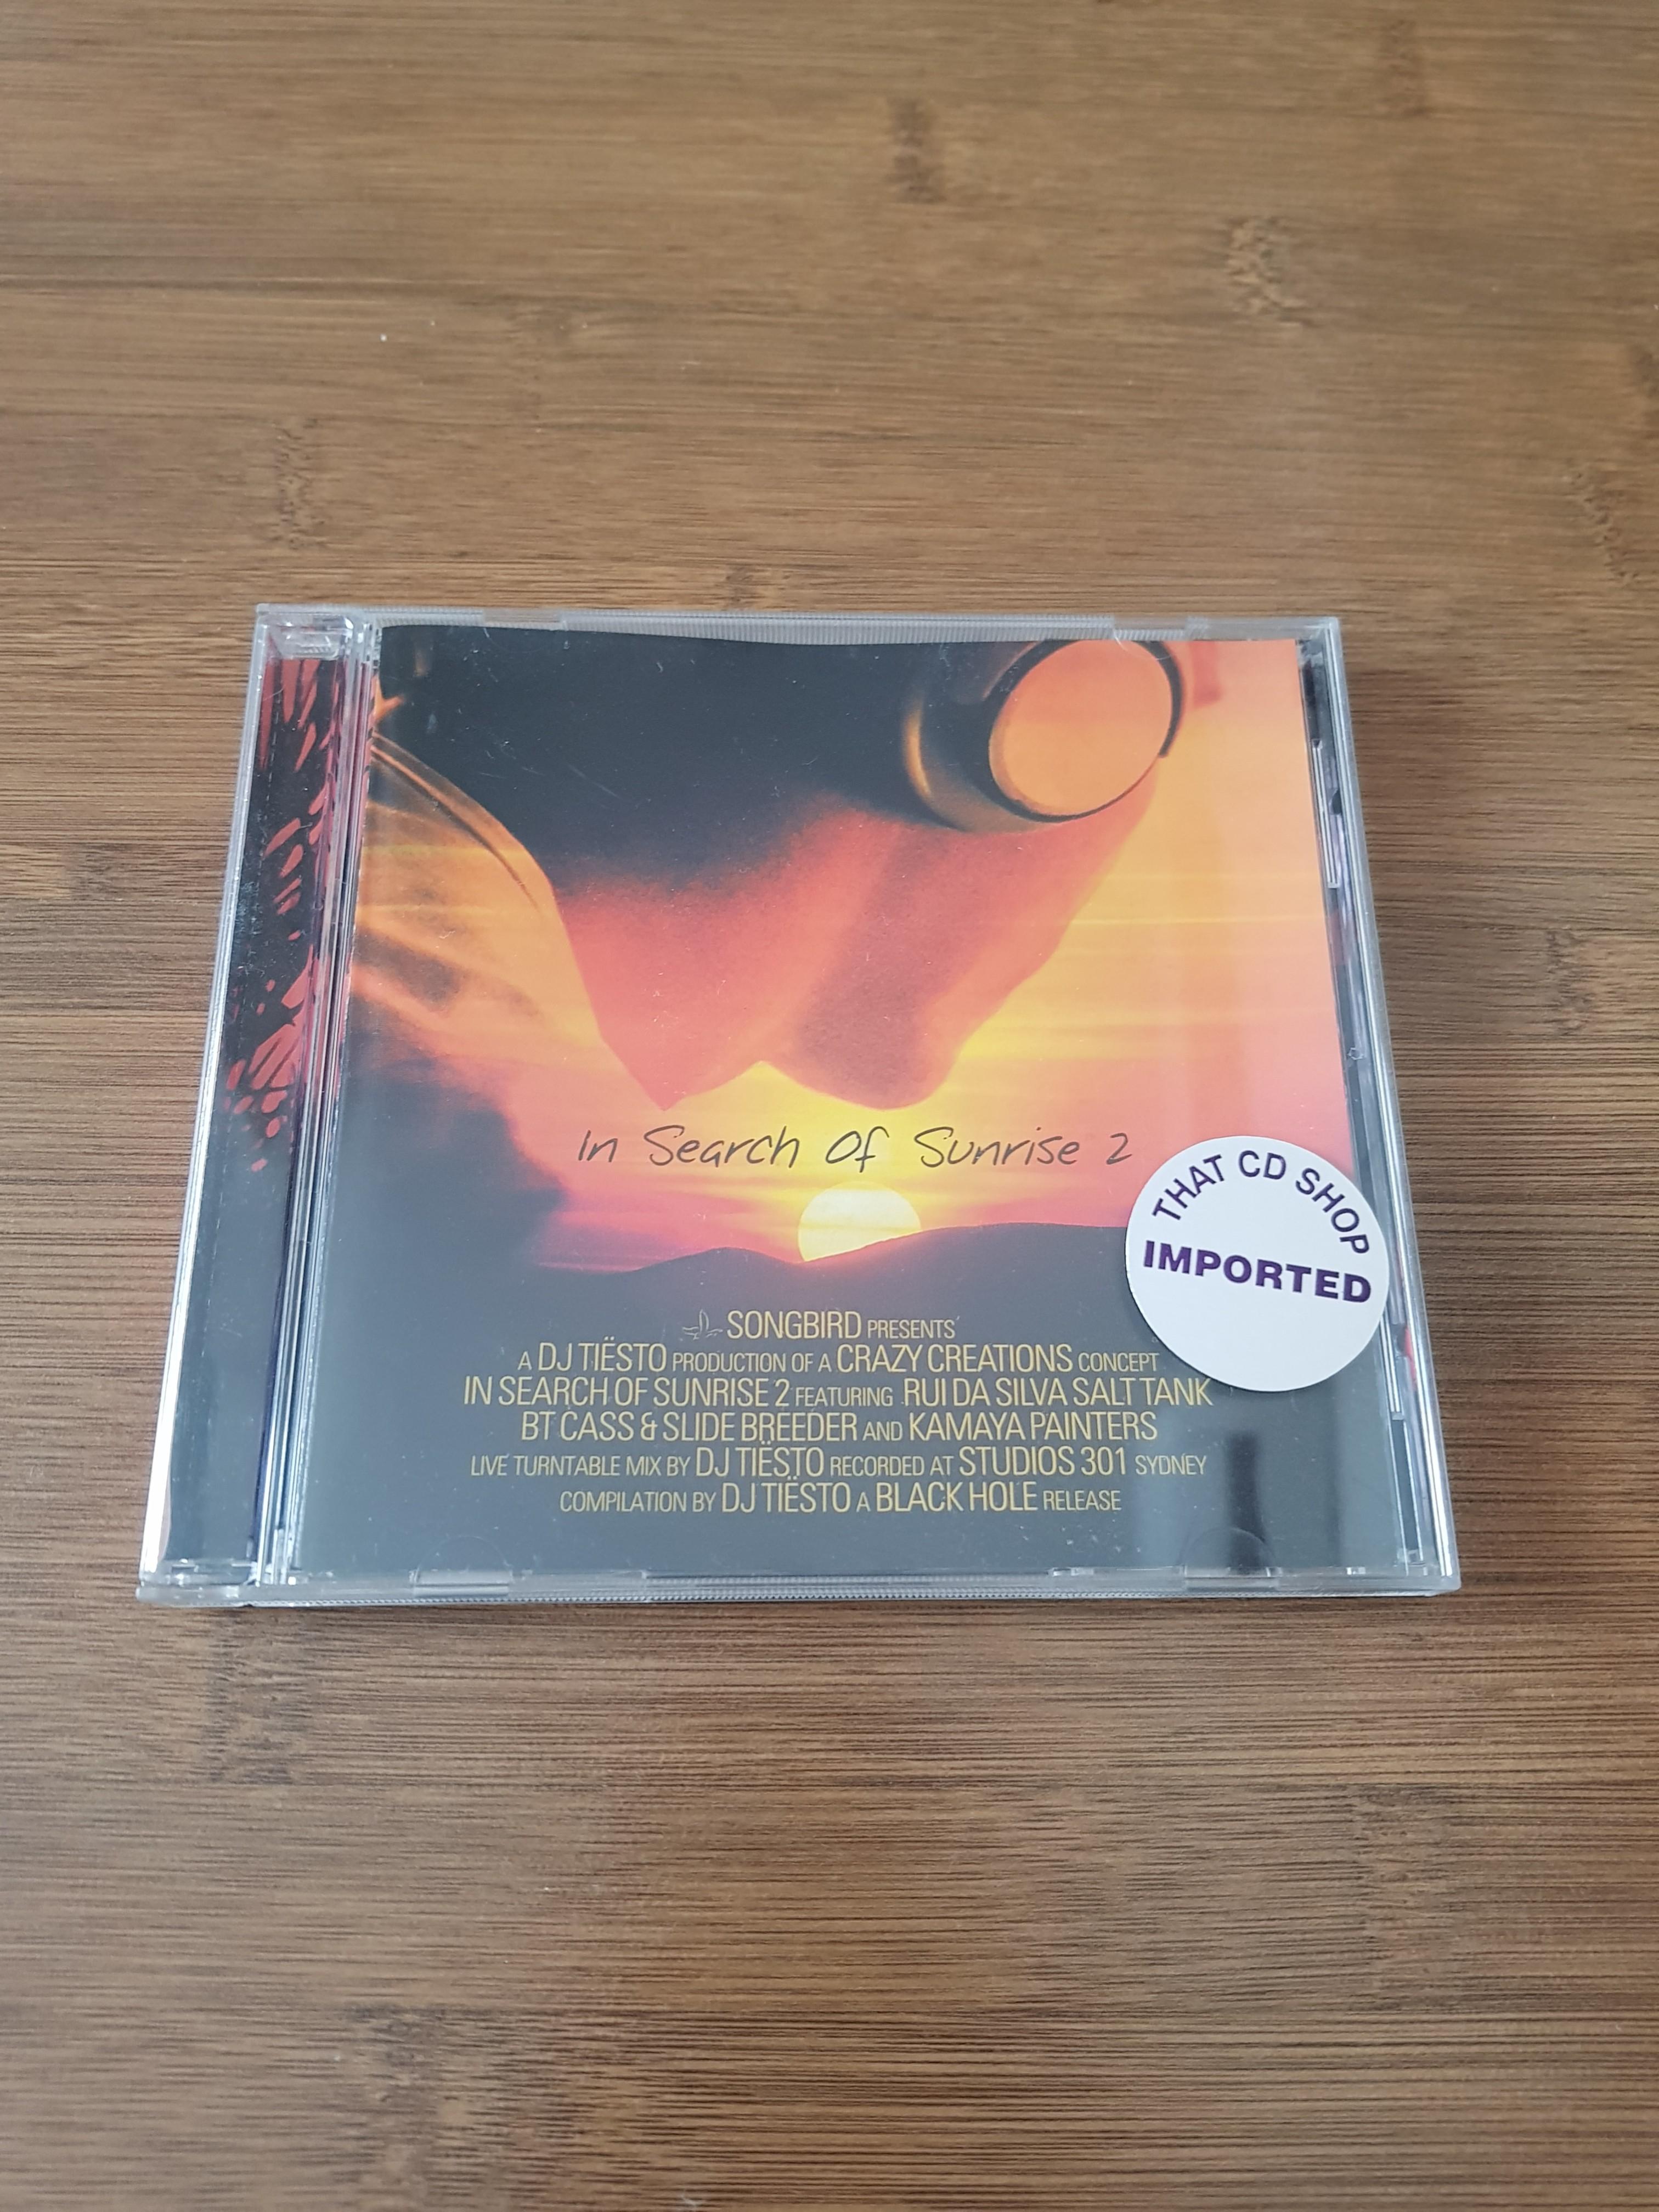 In Search Of Sunrise 2
THAT CD SHOP
IMPORTED
SONGBIRD PRESENTS
A DJ TIËSTO PRODUCTION OF A CRAZY CREATIONS CONCEPT
IN SEARCH OF SUNRISE 2 FEATURING RUI DA SILVA SALT TANK
BT CASS & SLIDE BREEDER AND KAMAYA PAINTERS
LIVE TURNTABLE MIX BY DJ TIËSTO RECORDED AT STUDIOS 301 SYDNEY
COMPILATION BY DJ TIËSTO A BLACK HOLE RELEASE